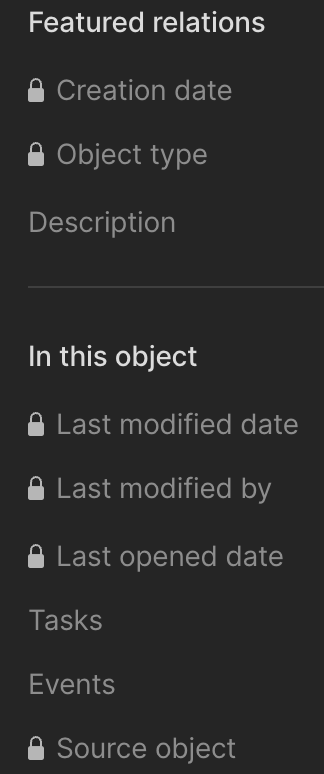 Featured relations
Creation date
Object type
Description
In this object
Last modified date
Last modified by
Last opened date
Tasks
Events
Source object